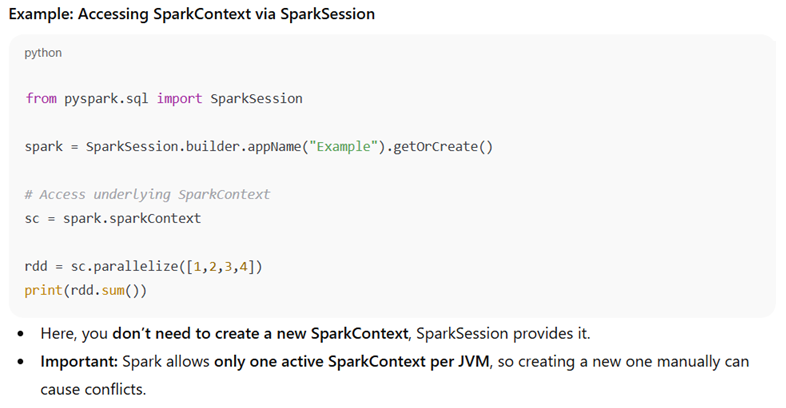 Example: Accessing SparkContext via SparkSession
python
from pyspark.sql import SparkSession
spark = SparkSession.builder.appName("Example").getOrCreate()
# Access underlying SparkContext
sc = spark.sparkContext
rdd = sc.parallelize([1,2,3,4])
print(rdd.sum())
• Here, you don’t need to create a new SparkContext, SparkSession provides it.
• Important: Spark allows only one active SparkContext per JVM, so creating a new one manually can
cause conflicts.